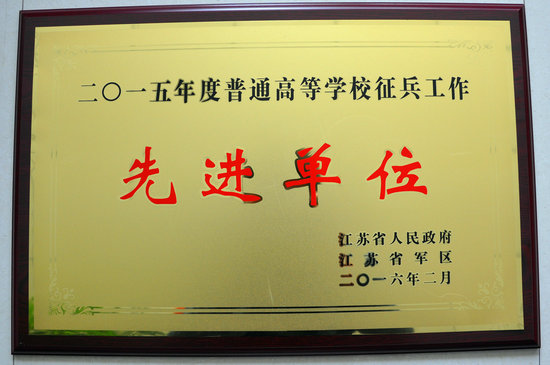 二〇一五年度普通高等学校征兵工作
先进单位
江苏省人民政府
江苏省军区
二〇一六年二月